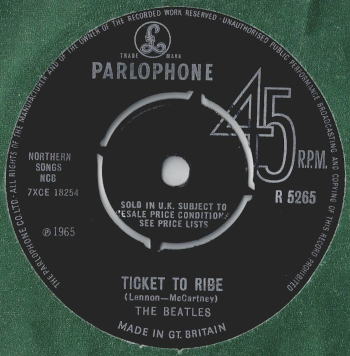 THE PARLOPHONE CO.LTD.—ALL RIGHTS OF THE MANUFACTURER AND OF THE OWNER OF THE RECORDED WORK RESERVED—UNAUTHORISED PUBLIC PERFORMANCE BROADCASTING AND COPYING OF THIS RECORD PROHIBITED
£
TRADE MARK
PARLOPHONE
45
R.P.M.
NORTHERN
SONGS
NCB
7XCE 18254
R 5265
SOLD IN U.K. SUBJECT TO
RESALE PRICE CONDITIONS
SEE PRICE LISTS
℗ 1965
TICKET TO RIBE
(Lennon—McCartney)
THE BEATLES
MADE IN GT. BRITAIN